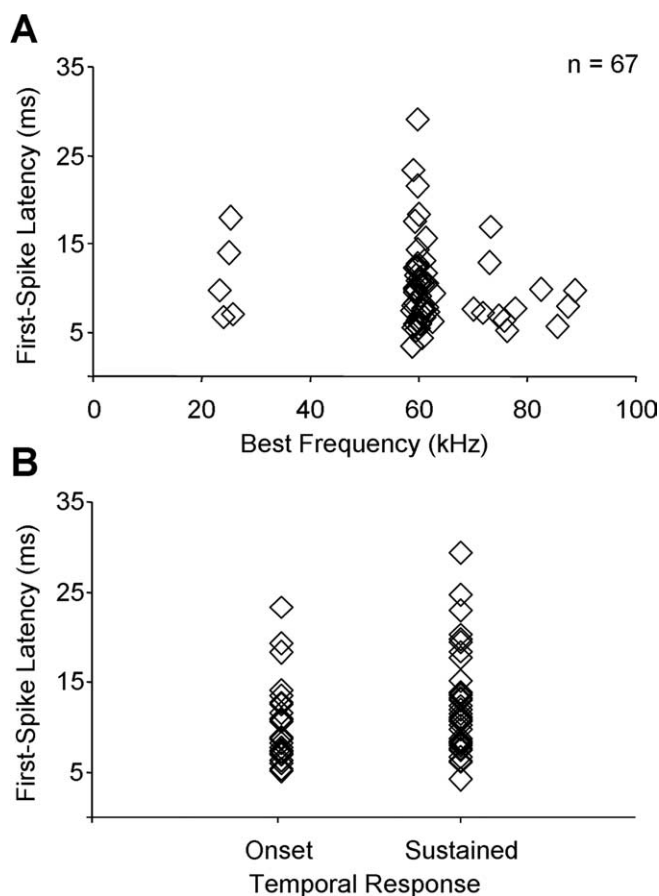 A
n = 67
First-Spike Latency (ms)
35
25
15
5
0 20 40 60 80 100
Best Frequency (kHz)
B
First-Spike Latency (ms)
35
25
15
5
Onset Sustained
Temporal Response